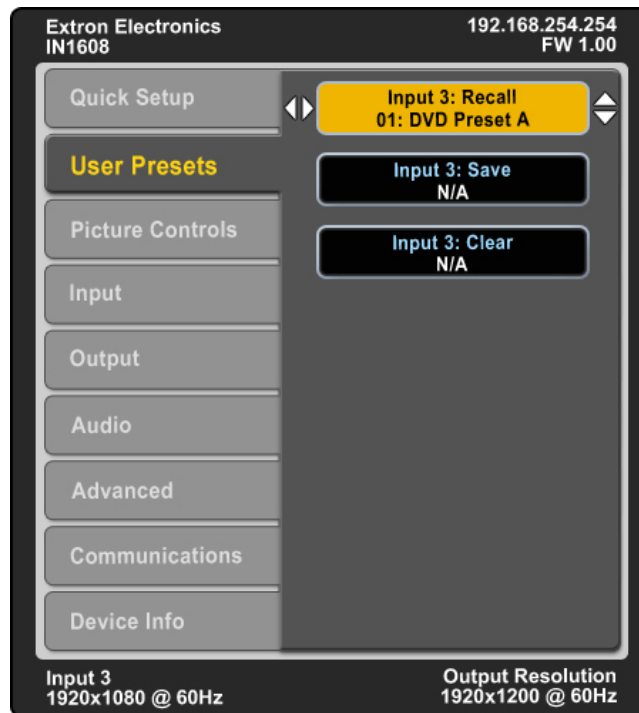 Extron Electronics
IN1608
192.168.254.254
FW 1.00
Quick Setup
User Presets
Picture Controls
Input
Output
Audio
Advanced
Communications
Device Info
Input 3: Recall
01: DVD Preset A
Input 3: Save
N/A
Input 3: Clear
N/A
Input 3
1920x1080 @ 60Hz
Output Resolution
1920x1200 @ 60Hz